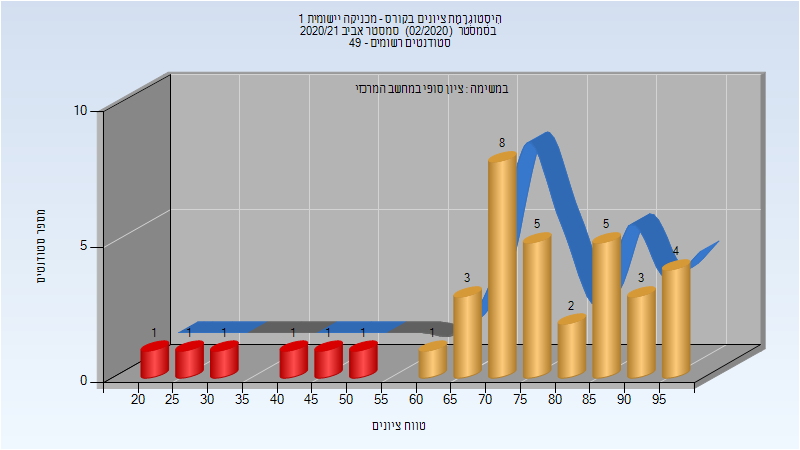 היסטוגרמת ציונים בקורס - מכניקה יישומית 1
בסמסטר (02/2020) סמסטר אביב 2020/21
סטודנטים רשומים - 49
במשימה : ציון סופי במחשב המרכזי
מספר סטודנטים
10
5
0
1 1 1 1 1 1 1 3 8 5 2 5 3 4
20 25 30 35 40 45 50 55 60 65 70 75 80 85 90 95
טווח ציונים